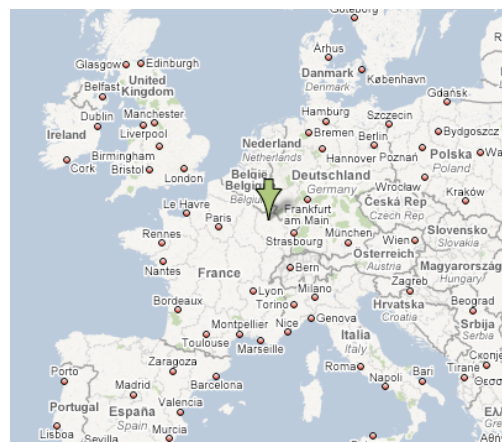 Göteborg
Glasgow
Edinburgh
Århus
Danmark
Denmark
København
United
Kingdom
Belfast
Dublin
Ireland
Manchester
Liverpool
Birmingham
Bristol
Cork
London
Hamburg
Bremen
Szczecin
Gdańsk
Bydgoszcz
Berlin
Hannover
Poznań
Polska
Poland
Nederland
Netherlands
België
Deutschland
Germany
Wrocław
Kraków
Le Havre
Paris
Frankfurt
am Main
Česká Rep
Czech Rep
Rennes
Strasbourg
München
Wien
Slovensko
Slovakia
Österreich
Austria
Magyarország
Hungary
Nantes
France
Bern
Zagreb
Lyon
Milano
Torino
Hrvatska
Croatia
Beograd
Srbija
Serbia
Bordeaux
Montpellier
Nice
Genova
Toulouse
Marseille
Italia
Italy
Zaragoza
Roma
Bari
Tiranë
Porto
Madrid
Barcelona
Napoli
Portugal
España
Spain
Valencia
Lisboa
Sevilla
Murcia